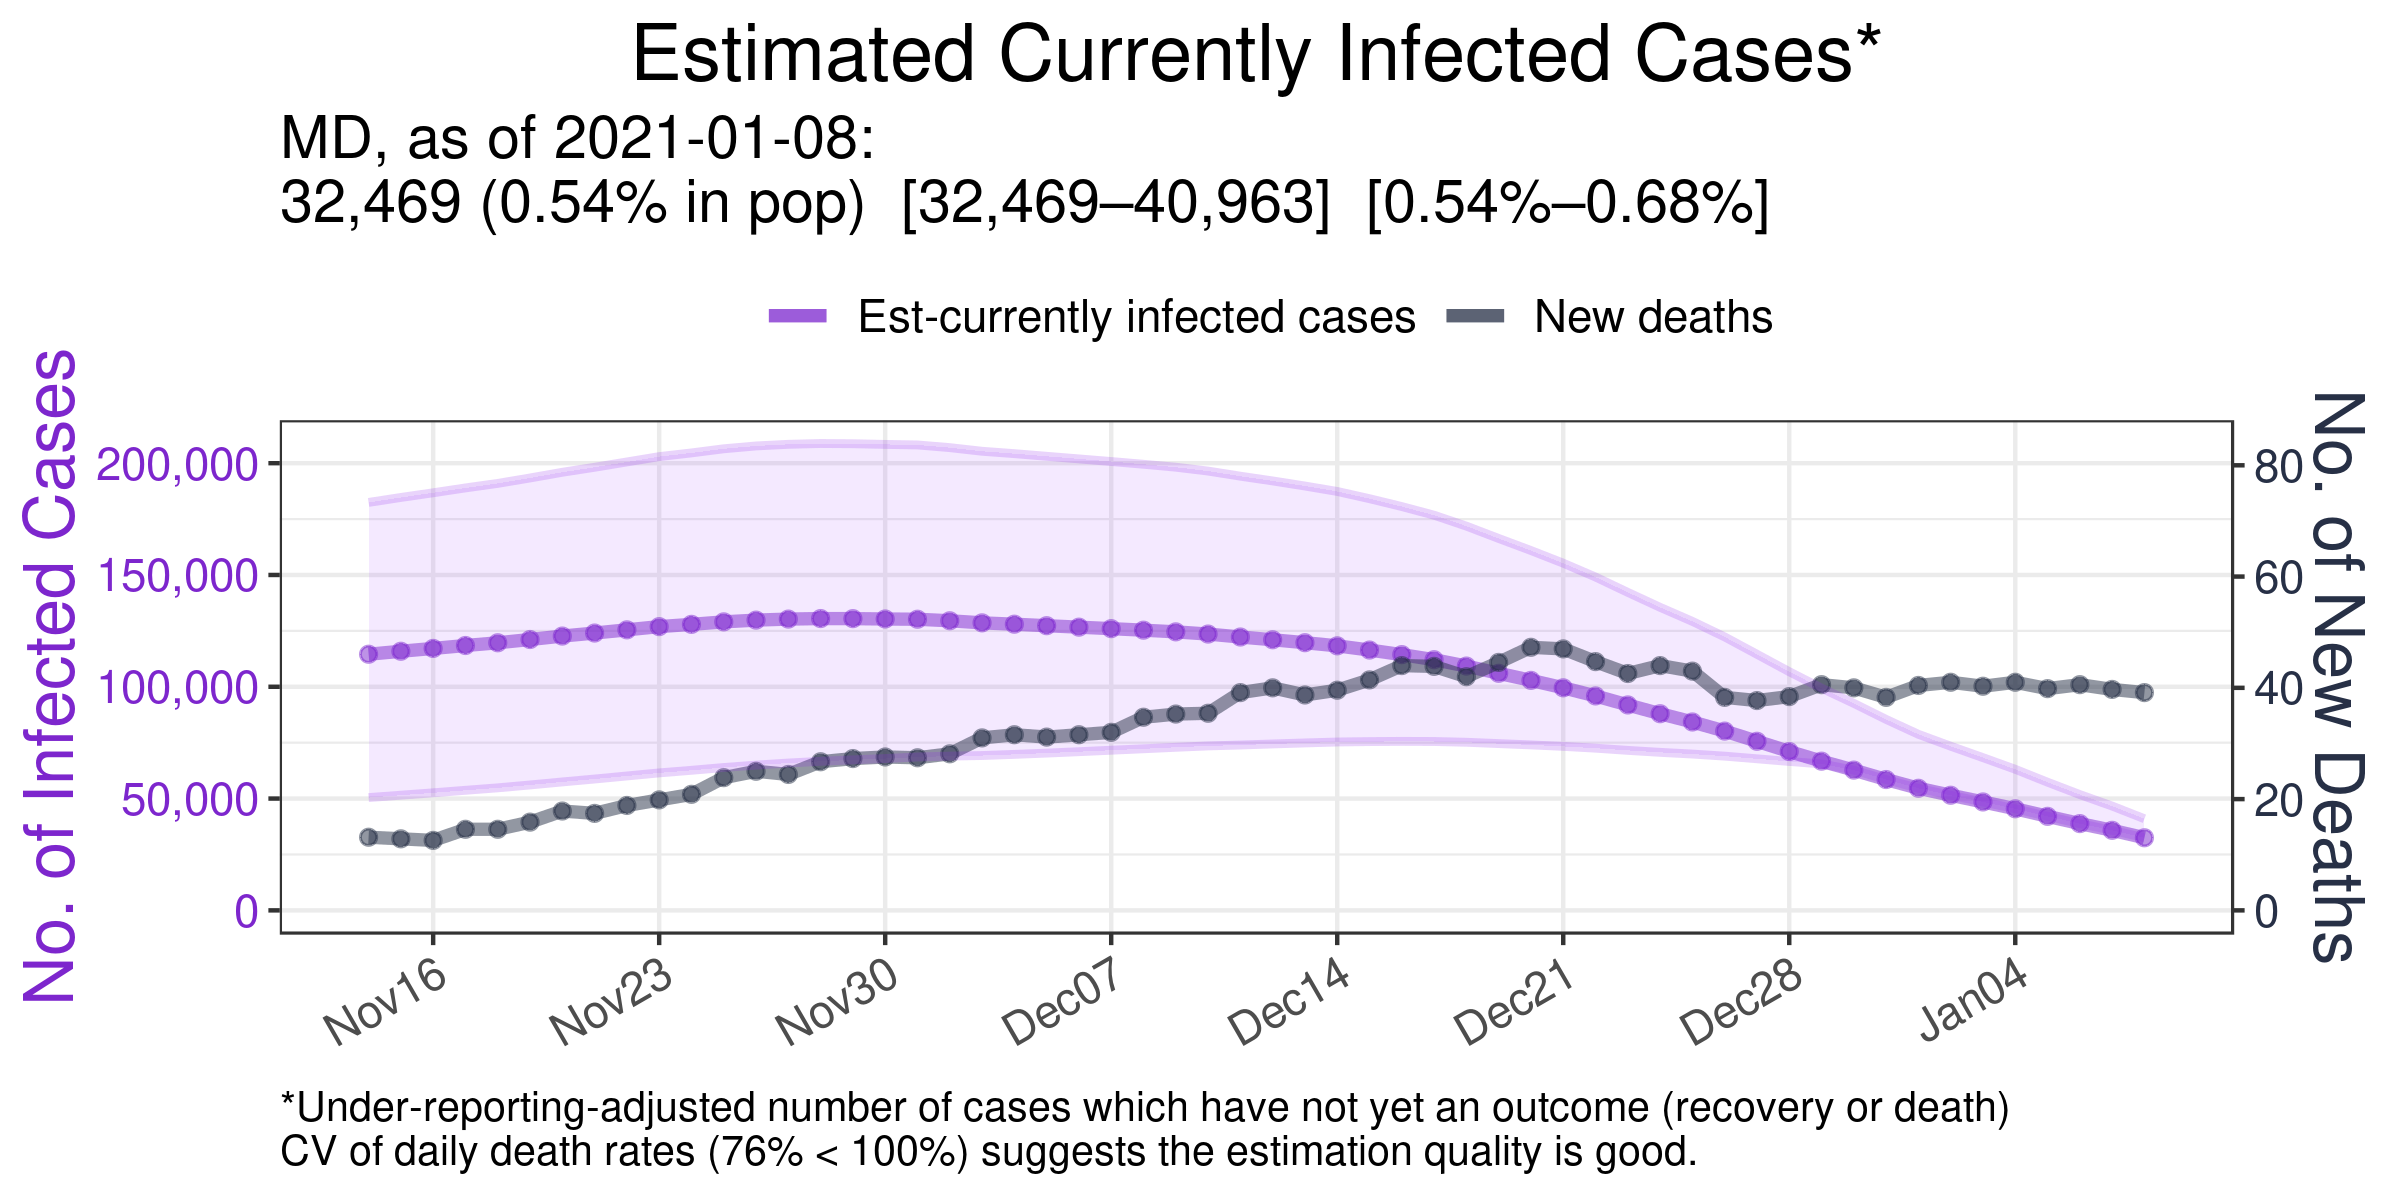 Estimated Currently Infected Cases*
MD, as of 2021-01-08:
32,469 (0.54% in pop)  [32,469–40,963]  [0.54%–0.68%]
Est-currently infected cases
New deaths
No. of Infected Cases
200,000
150,000
100,000
50,000
0
80
60
40
20
0
No. of New Deaths
Nov16
Nov23
Nov30
Dec07
Dec14
Dec21
Dec28
Jan04
*Under-reporting-adjusted number of cases which have not yet an outcome (recovery or death)
CV of daily death rates (76% < 100%) suggests the estimation quality is good.